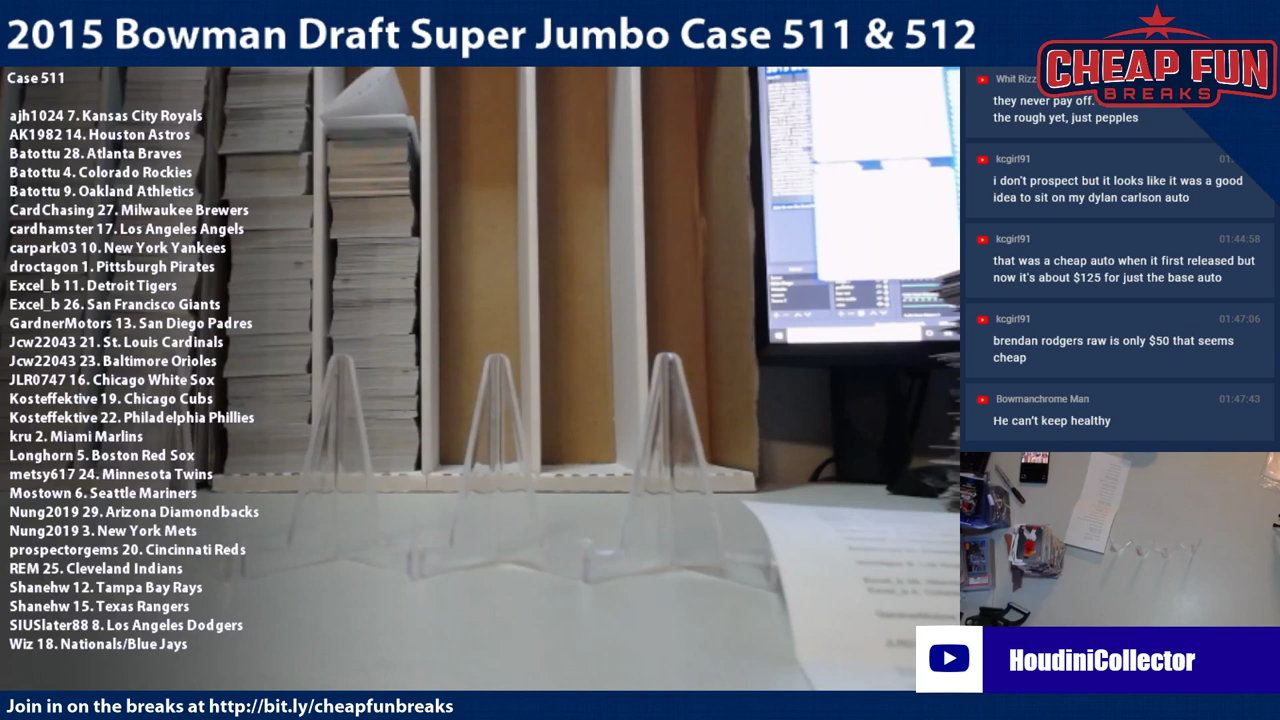 2015 Bowman Draft Super Jumbo Case 511 & 512
CHEAP FUN
BREAKS
Case 511
ajh1024 7. Kansas City Royals
AK1982 14. Houston Astros
Batottu 28. Atlanta Braves
Batottu 4. Colorado Rockies
Batottu 9. Oakland Athletics
CardChasing 27. Milwaukee Brewers
cardhamster 17. Los Angeles Angels
carpark03 10. New York Yankees
droctagon 1. Pittsburgh Pirates
Excel_b 11. Detroit Tigers
Excel_b 26. San Francisco Giants
GardnerMotors 13. San Diego Padres
Jcw22043 21. St. Louis Cardinals
Jcw22043 23. Baltimore Orioles
JLR0747 16. Chicago White Sox
Kosteffektive 19. Chicago Cubs
Kosteffektive 22. Philadelphia Phillies
kru 2. Miami Marlins
Longhorn 5. Boston Red Sox
metsy617 24. Minnesota Twins
Mostown 6. Seattle Mariners
Nung2019 29. Arizona Diamondbacks
Nung2019 3. New York Mets
prospectorgems 20. Cincinnati Reds
REM 25. Cleveland Indians
Shanehw 12. Tampa Bay Rays
Shanehw 15. Texas Rangers
SIUSlater88 8. Los Angeles Dodgers
Wiz 18. Nationals/Blue Jays
Whit Rizz
they never pay off.
the rough yet, just pepples
kcgirl91 01:
i don't prospect but it looks like it was a good
idea to sit on my dylan carlson auto
kcgirl91 01:44:58
that was a cheap auto when it first released but
now it's about $125 for just the base auto
kcgirl91 01:47:06
brendan rodgers raw is only $50 that seems
cheap
Bowmanchrome Man 01:47:43
He can't keep healthy
HoudiniCollector
Join in on the breaks at http://bit.ly/cheapfunbreaks